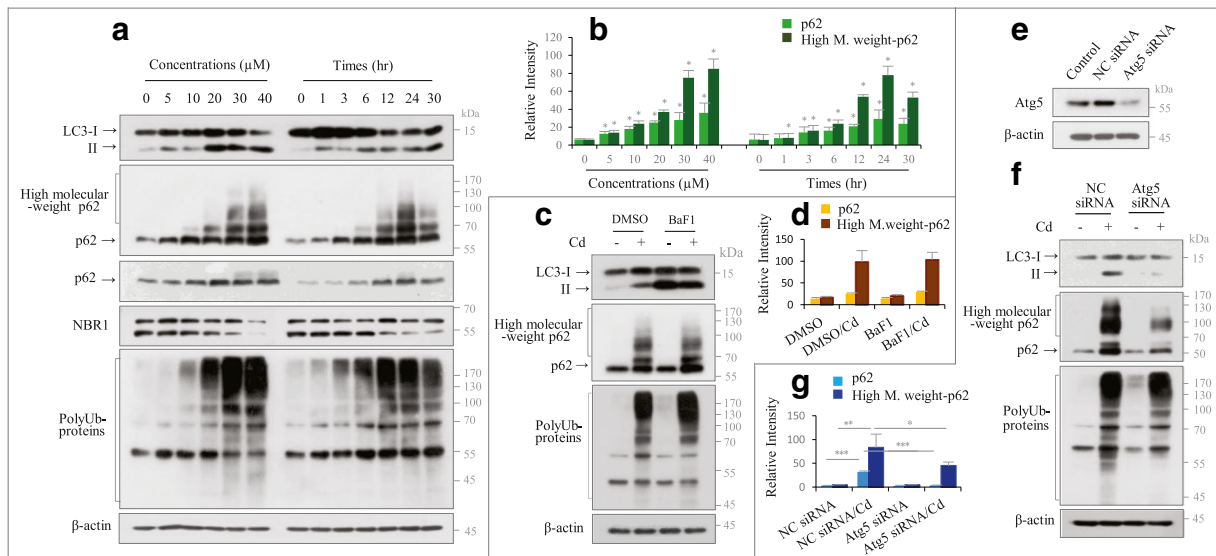 a
Concentrations (µM) Times (hr)
0 5 10 20 30 40 0 1 3 6 12 24 30
kDa
LC3-I → 15
II →
High molecular
-weight p62
170
130
100
70
p62 → 55
p62 → 55
NBR1
70
55
PolyUb-
proteins
170
130
100
70
55
45
β-actin 45
b
p62
High M. weight-p62
Relative Intensity
120
100
80
60
40
20
0
* * * * * * * * * * * * * * * * * * *
0 5 10 20 30 40 0 1 3 6 12 24 30
Concentrations (µM) Times (hr)
c
DMSO BaF1
Cd - + - +
kDa
LC3-I → 15
II →
High molecular
-weight p62
170
130
100
70
p62 → 55
PolyUb-
proteins
170
130
100
70
55
45
β-actin 45
d
p62
High M.weight-p62
Relative Intensity
150
100
50
0
DMSO
DMSO/Cd
BaF1
BaF1/Cd
e
Control
NC siRNA
Atg5 siRNA
kDa
Atg5 55
β-actin 45
f
NC
siRNA
Atg5
siRNA
Cd - + - +
kDa
LC3-I → 15
II →
High molecular
-weight p62
170
130
100
70
p62 → 50
PolyUb-
proteins
170
130
100
70
55
45
β-actin 45
g
p62
High M. weight-p62
Relative Intensity
150
100
50
0
** *
*** ***
NC siRNA
NC siRNA/Cd
Atg5 siRNA
Atg5 siRNA/Cd